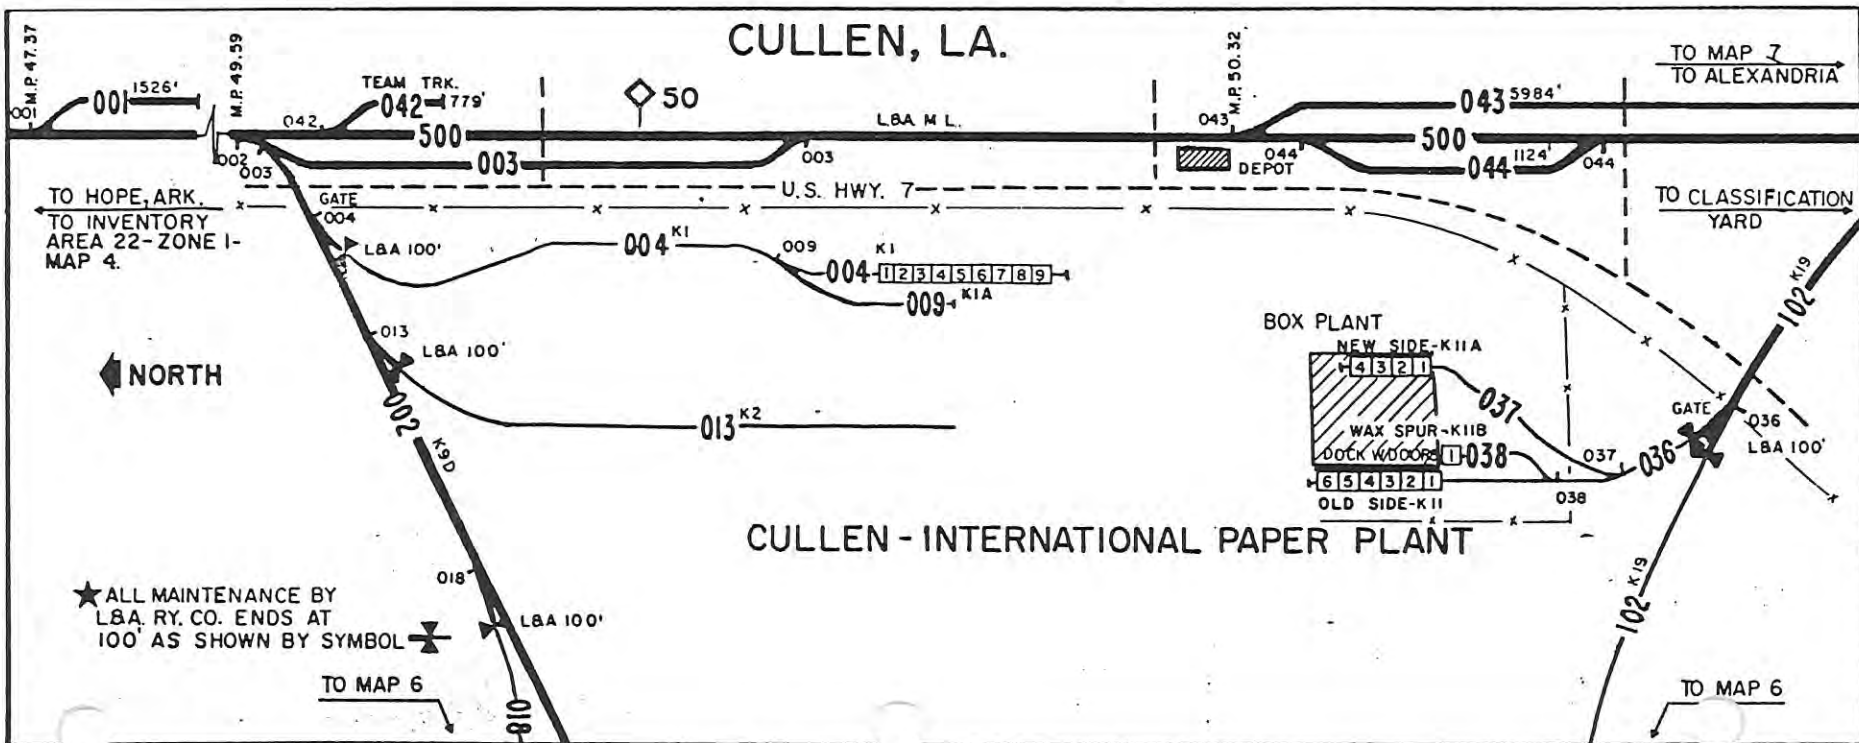 CULLEN, LA.
M.P. 47.37
M.P. 49.59
M.P. 50.32
TO MAP 7
TO ALEXANDRIA
001
001 1526'
TEAM TRK.
042
042 779'
50
043
043 5984'
500
L&A M L.
500
002
003
003
003
DEPOT
044
044 1124'
044
U.S. HWY. 7
TO HOPE, ARK.
TO INVENTORY
AREA 22-ZONE I-
MAP 4.
TO CLASSIFICATION
YARD
GATE
004
L&A 100'
004 K1
009
K1
004
1 2 3 4 5 6 7 8 9
009 K1A
102 K19
013
L&A 100'
NORTH
BOX PLANT
NEW SIDE-K11A
4 3 2 1
037
002
K9D
013 K2
WAX SPUR-K11B
DOCK W/DOORS
1
038
037
036
GATE
036
L&A 100'
6 5 4 3 2 1
OLD SIDE-K11
038
CULLEN - INTERNATIONAL PAPER PLANT
018
L&A 100'
★ ALL MAINTENANCE BY
L&A. RY. CO. ENDS AT
100' AS SHOWN BY SYMBOL
102 K19
TO MAP 6
018
TO MAP 6